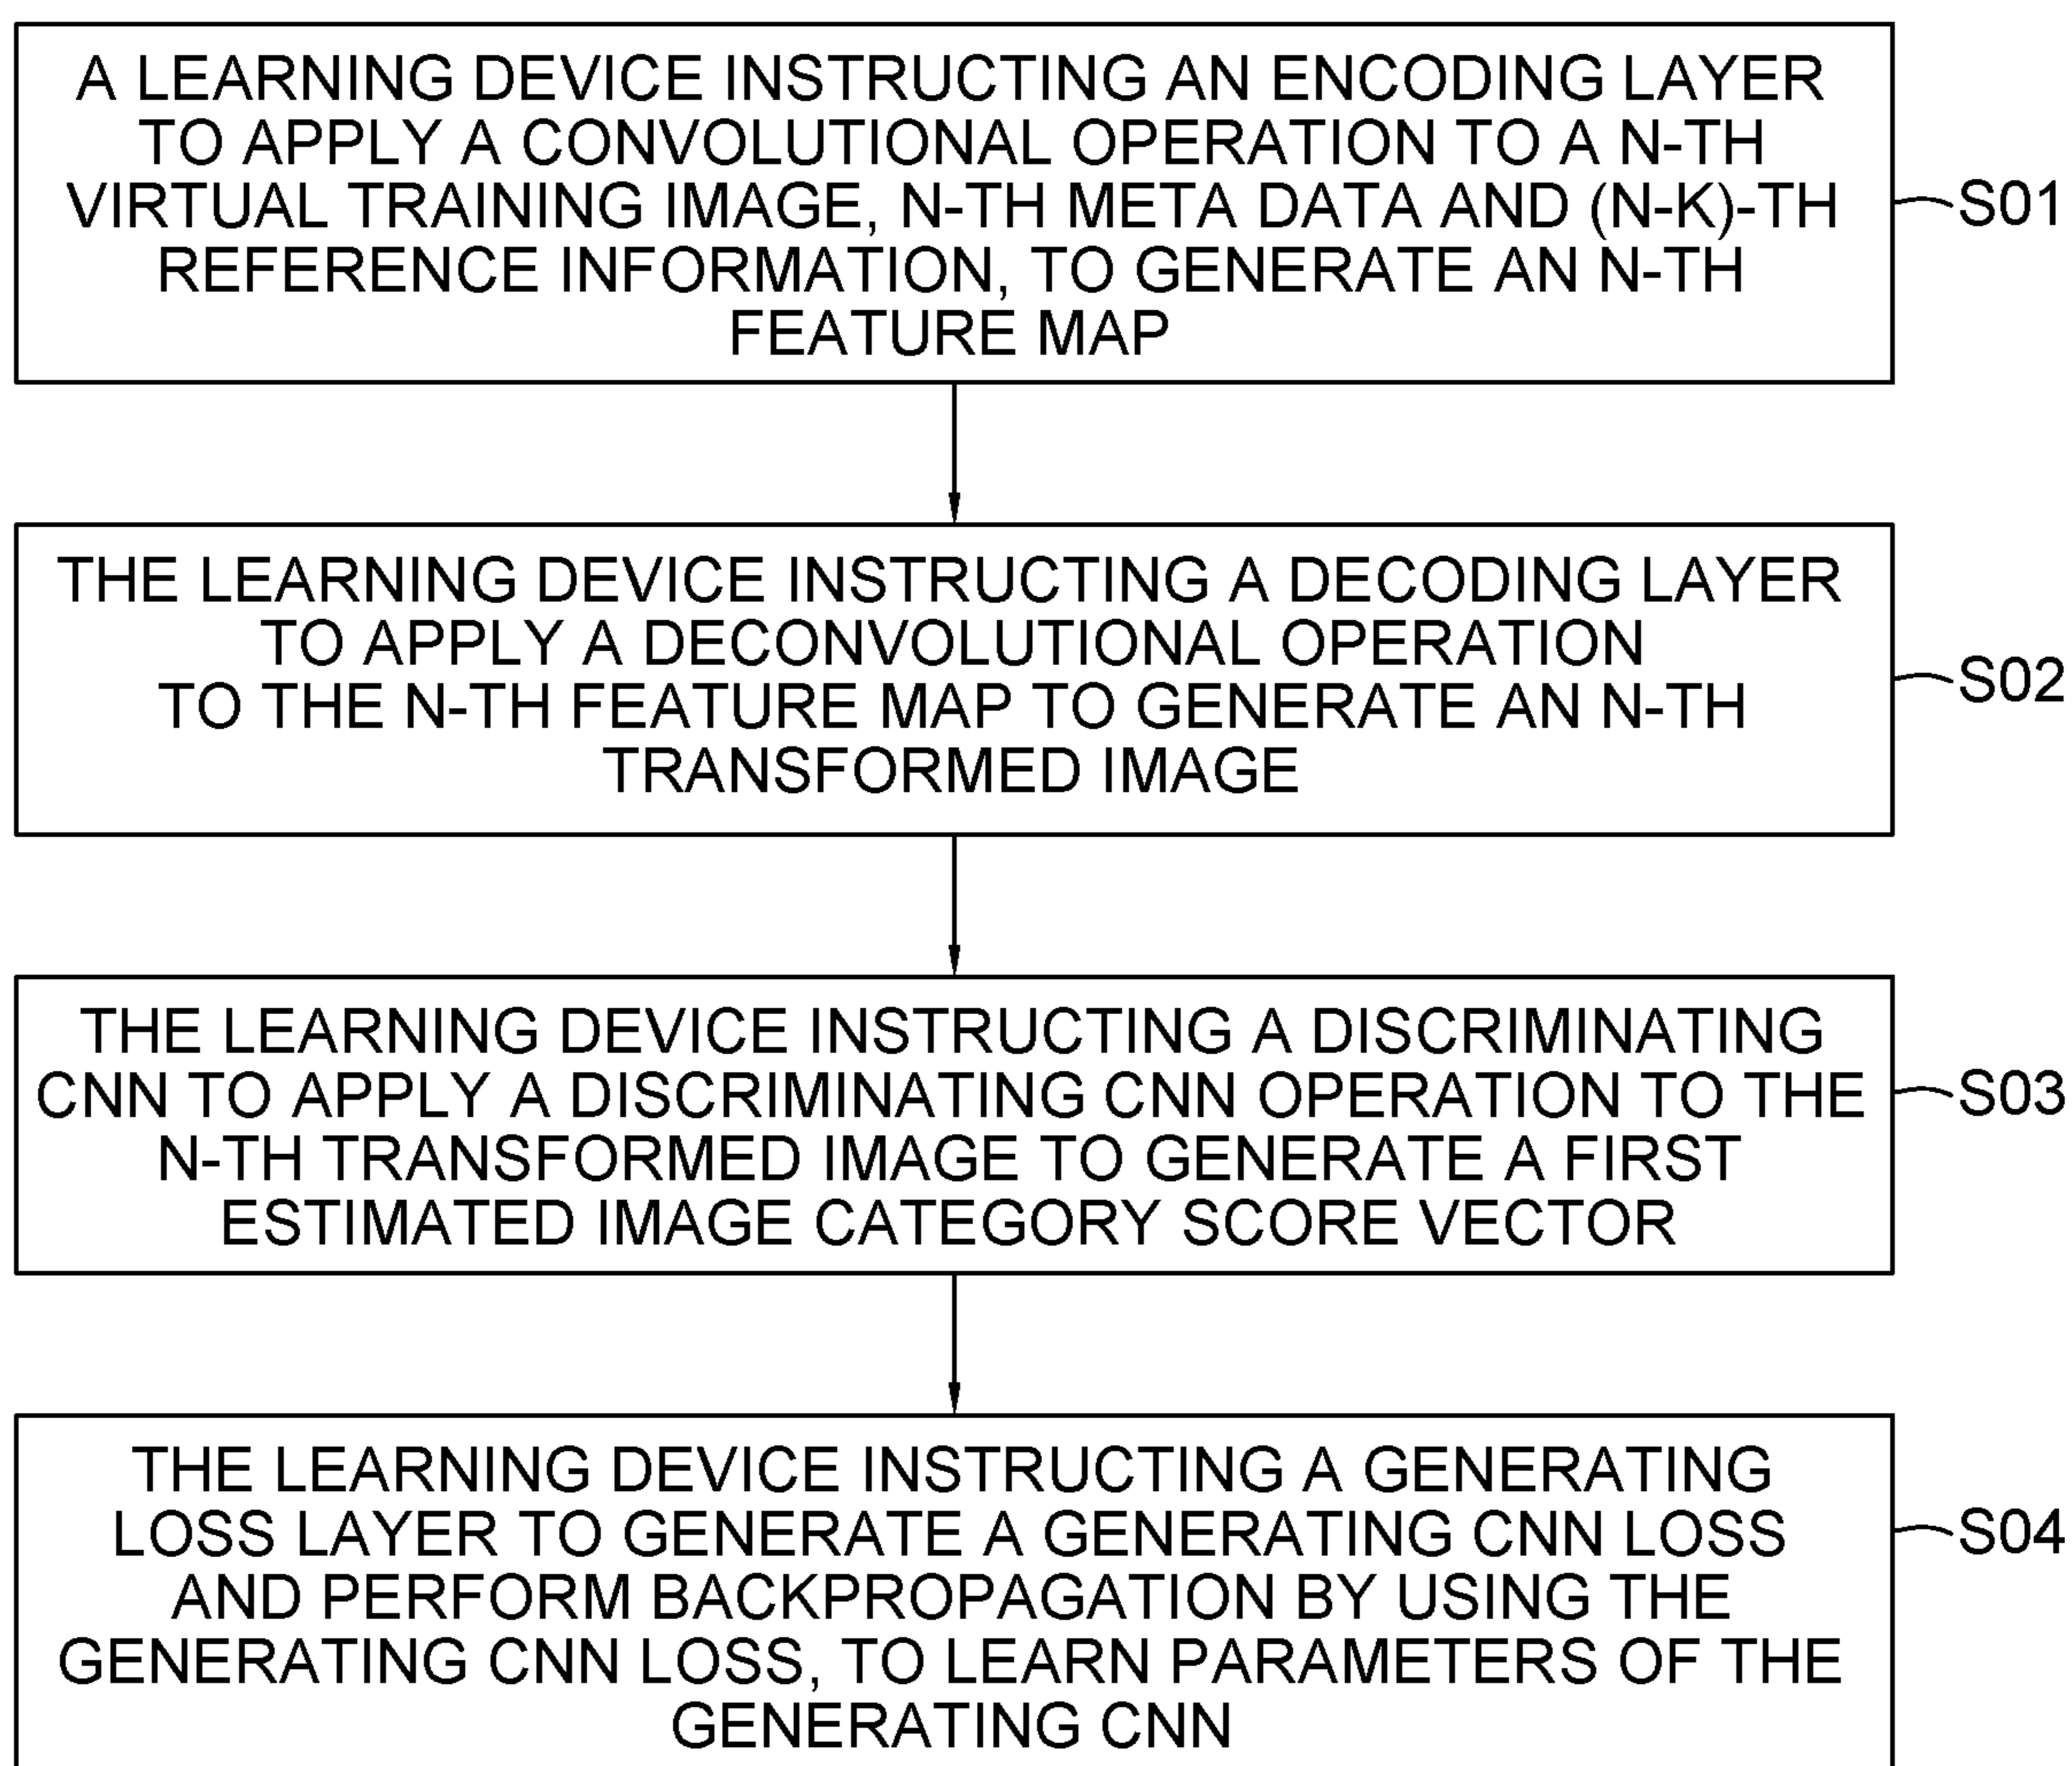 A LEARNING DEVICE INSTRUCTING AN ENCODING LAYER
TO APPLY A CONVOLUTIONAL OPERATION TO A N-TH
VIRTUAL TRAINING IMAGE, N-TH META DATA AND (N-K)-TH
REFERENCE INFORMATION, TO GENERATE AN N-TH
FEATURE MAP
S01
THE LEARNING DEVICE INSTRUCTING A DECODING LAYER
TO APPLY A DECONVOLUTIONAL OPERATION
TO THE N-TH FEATURE MAP TO GENERATE AN N-TH
TRANSFORMED IMAGE
S02
THE LEARNING DEVICE INSTRUCTING A DISCRIMINATING
CNN TO APPLY A DISCRIMINATING CNN OPERATION TO THE
N-TH TRANSFORMED IMAGE TO GENERATE A FIRST
ESTIMATED IMAGE CATEGORY SCORE VECTOR
S03
THE LEARNING DEVICE INSTRUCTING A GENERATING
LOSS LAYER TO GENERATE A GENERATING CNN LOSS
AND PERFORM BACKPROPAGATION BY USING THE
GENERATING CNN LOSS, TO LEARN PARAMETERS OF THE
GENERATING CNN
S04